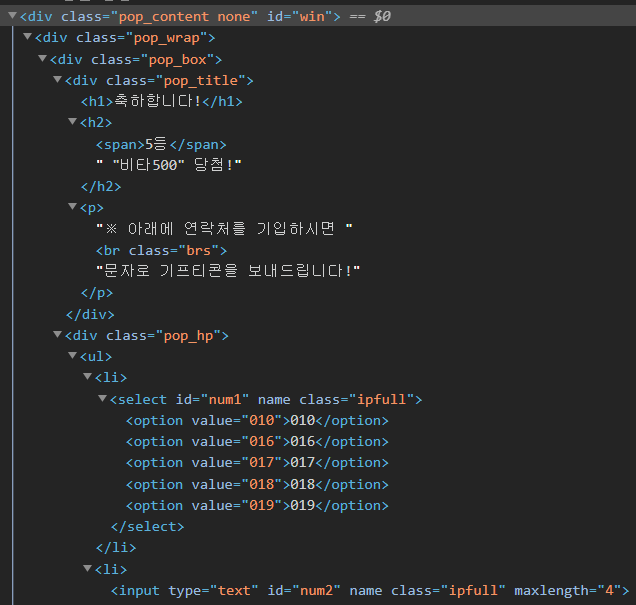 <div class="pop_content none" id="win"> == $0
<div class="pop_wrap">
<div class="pop_box">
<div class="pop_title">
<h1>축하합니다!</h1>
<h2>
<span>5등</span>
" "비타500" 당첨!"
</h2>
<p>
"※ 아래에 연락처를 기입하시면 "
<br class="brs">
"문자로 기프티콘을 보내드립니다!"
</p>
</div>
<div class="pop_hp">
<ul>
<li>
<select id="num1" name class="ipfull">
<option value="010">010</option>
<option value="016">016</option>
<option value="017">017</option>
<option value="018">018</option>
<option value="019">019</option>
</select>
</li>
<li>
<input type="text" id="num2" name class="ipfull" maxlength="4">